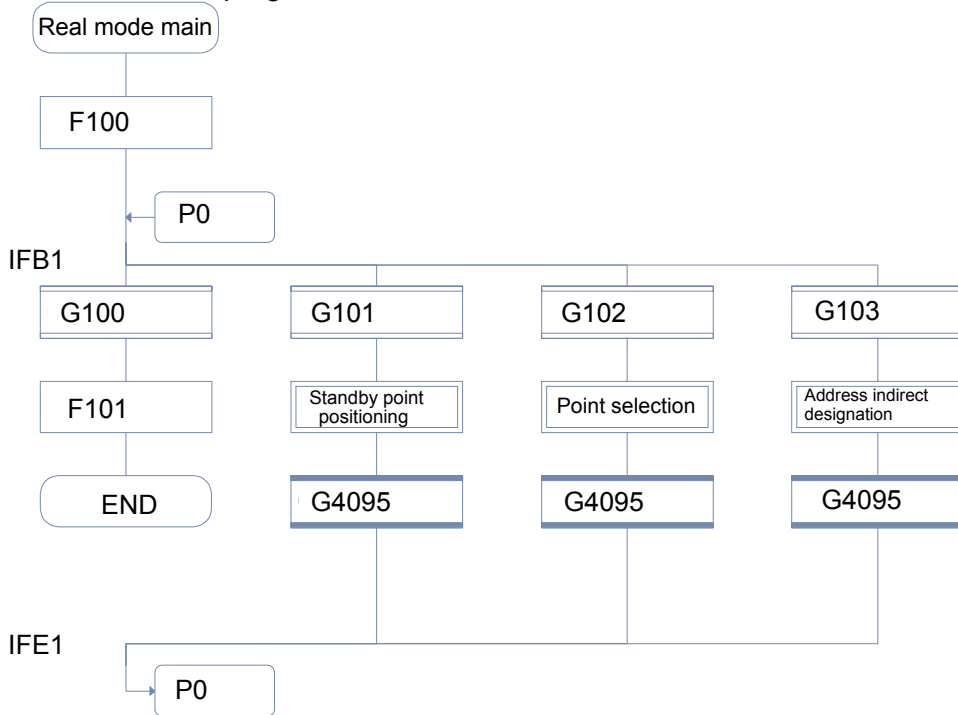 Real mode main
F100
P0
IFB1
G100
G101
G102
G103
F101
Standby point
positioning
Point selection
Address indirect
designation
END
G4095
G4095
G4095
IFE1
P0